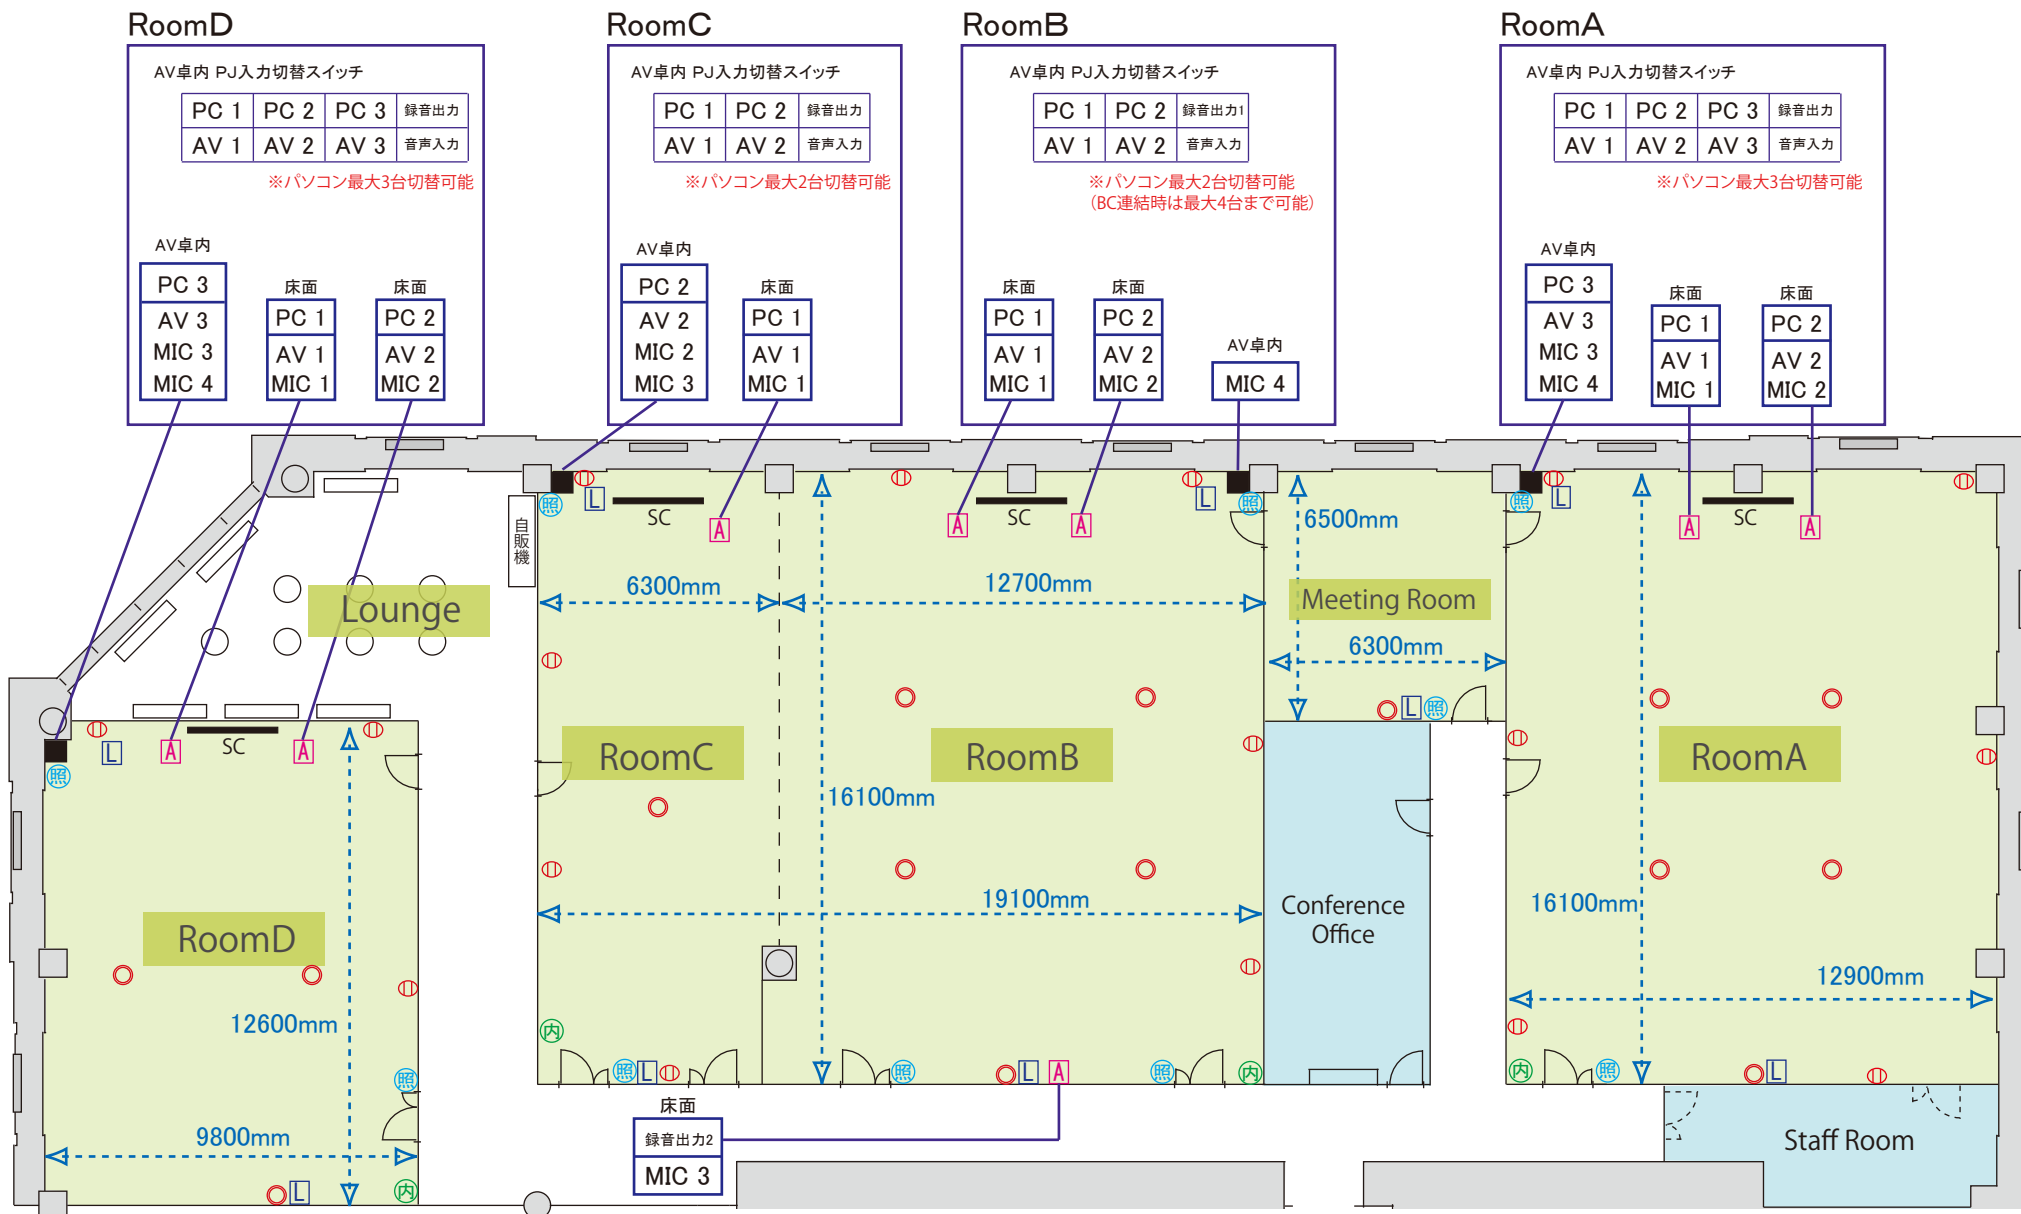 RoomD
AV卓内 PJ入力切替スイッチ
PC 1 PC 2 PC 3 録音出力
AV 1 AV 2 AV 3 音声入力
※パソコン最大3台切替可能
AV卓内
PC 3
AV 3
MIC 3
MIC 4
床面
PC 1
AV 1
MIC 1
床面
PC 2
AV 2
MIC 2
RoomC
AV卓内 PJ入力切替スイッチ
PC 1 PC 2 録音出力
AV 1 AV 2 音声入力
※パソコン最大2台切替可能
AV卓内
PC 2
AV 2
MIC 2
MIC 3
床面
PC 1
AV 1
MIC 1
RoomB
AV卓内 PJ入力切替スイッチ
PC 1 PC 2 録音出力1
AV 1 AV 2 音声入力
※パソコン最大2台切替可能
(BC連結時は最大4台まで可能)
床面
PC 1
AV 1
MIC 1
床面
PC 2
AV 2
MIC 2
AV卓内
MIC 4
RoomA
AV卓内 PJ入力切替スイッチ
PC 1 PC 2 PC 3 録音出力
AV 1 AV 2 AV 3 音声入力
※パソコン最大3台切替可能
AV卓内
PC 3
AV 3
MIC 3
MIC 4
床面
PC 1
AV 1
MIC 1
床面
PC 2
AV 2
MIC 2
照 L SC A
自販機
A SC A
L 照
照 L
A SC A
6500mm
6300mm
12700mm
Meeting Room
Lounge
6300mm
L 照
L A SC A
照
RoomC
RoomB
RoomA
16100mm
19100mm
Conference
Office
16100mm
RoomD
12900mm
12600mm
内
照 L
照
L A
照 内
内 照
L
照
床面
録音出力2
MIC 3
9800mm
Staff Room
L
内